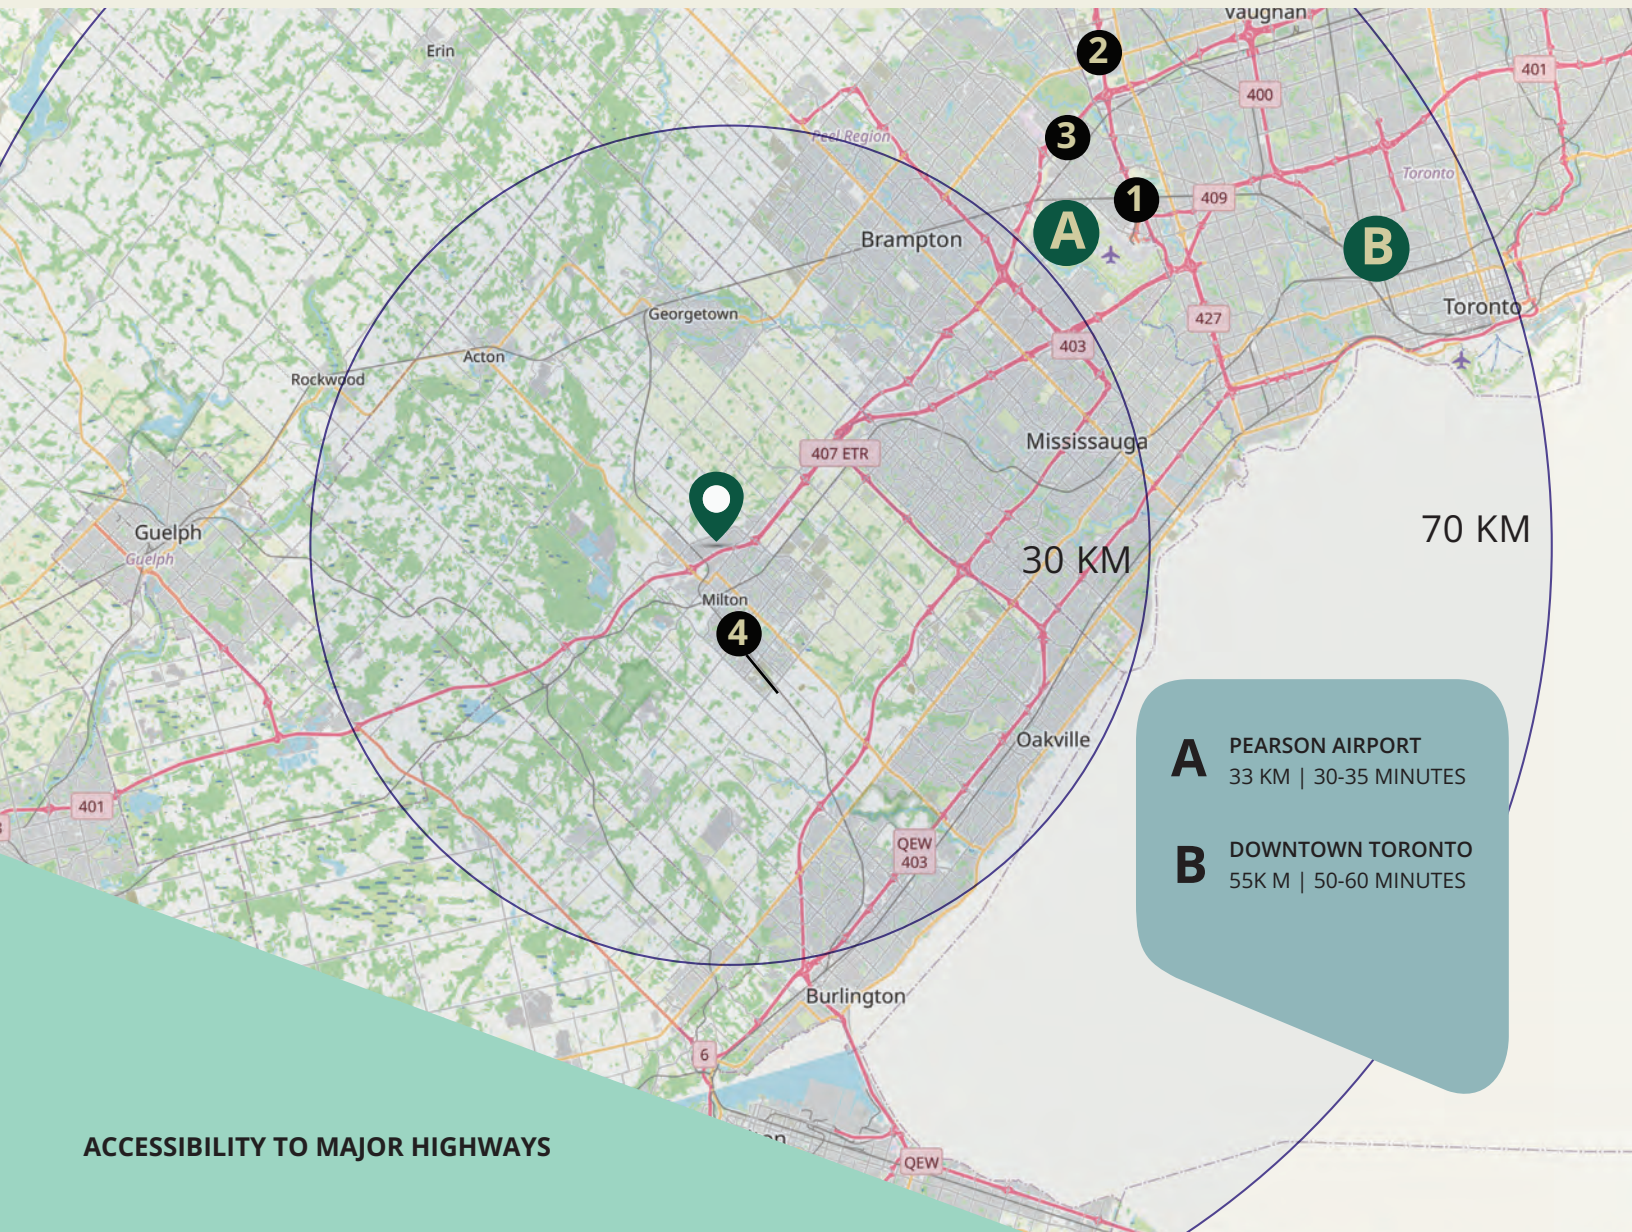 Vaughan
Erin
2
401
400
3
Peel Region
Toronto
1
409
A
B
Brampton
Georgetown
Toronto
427
403
Acton
Rockwood
Mississauga
407 ETR
70 KM
Guelph
Guelph
30 KM
Milton
4
Oakville
A
PEARSON AIRPORT
33 KM | 30-35 MINUTES
401
QEW
403
B
DOWNTOWN TORONTO
55K M | 50-60 MINUTES
Burlington
6
ACCESSIBILITY TO MAJOR HIGHWAYS
QEW